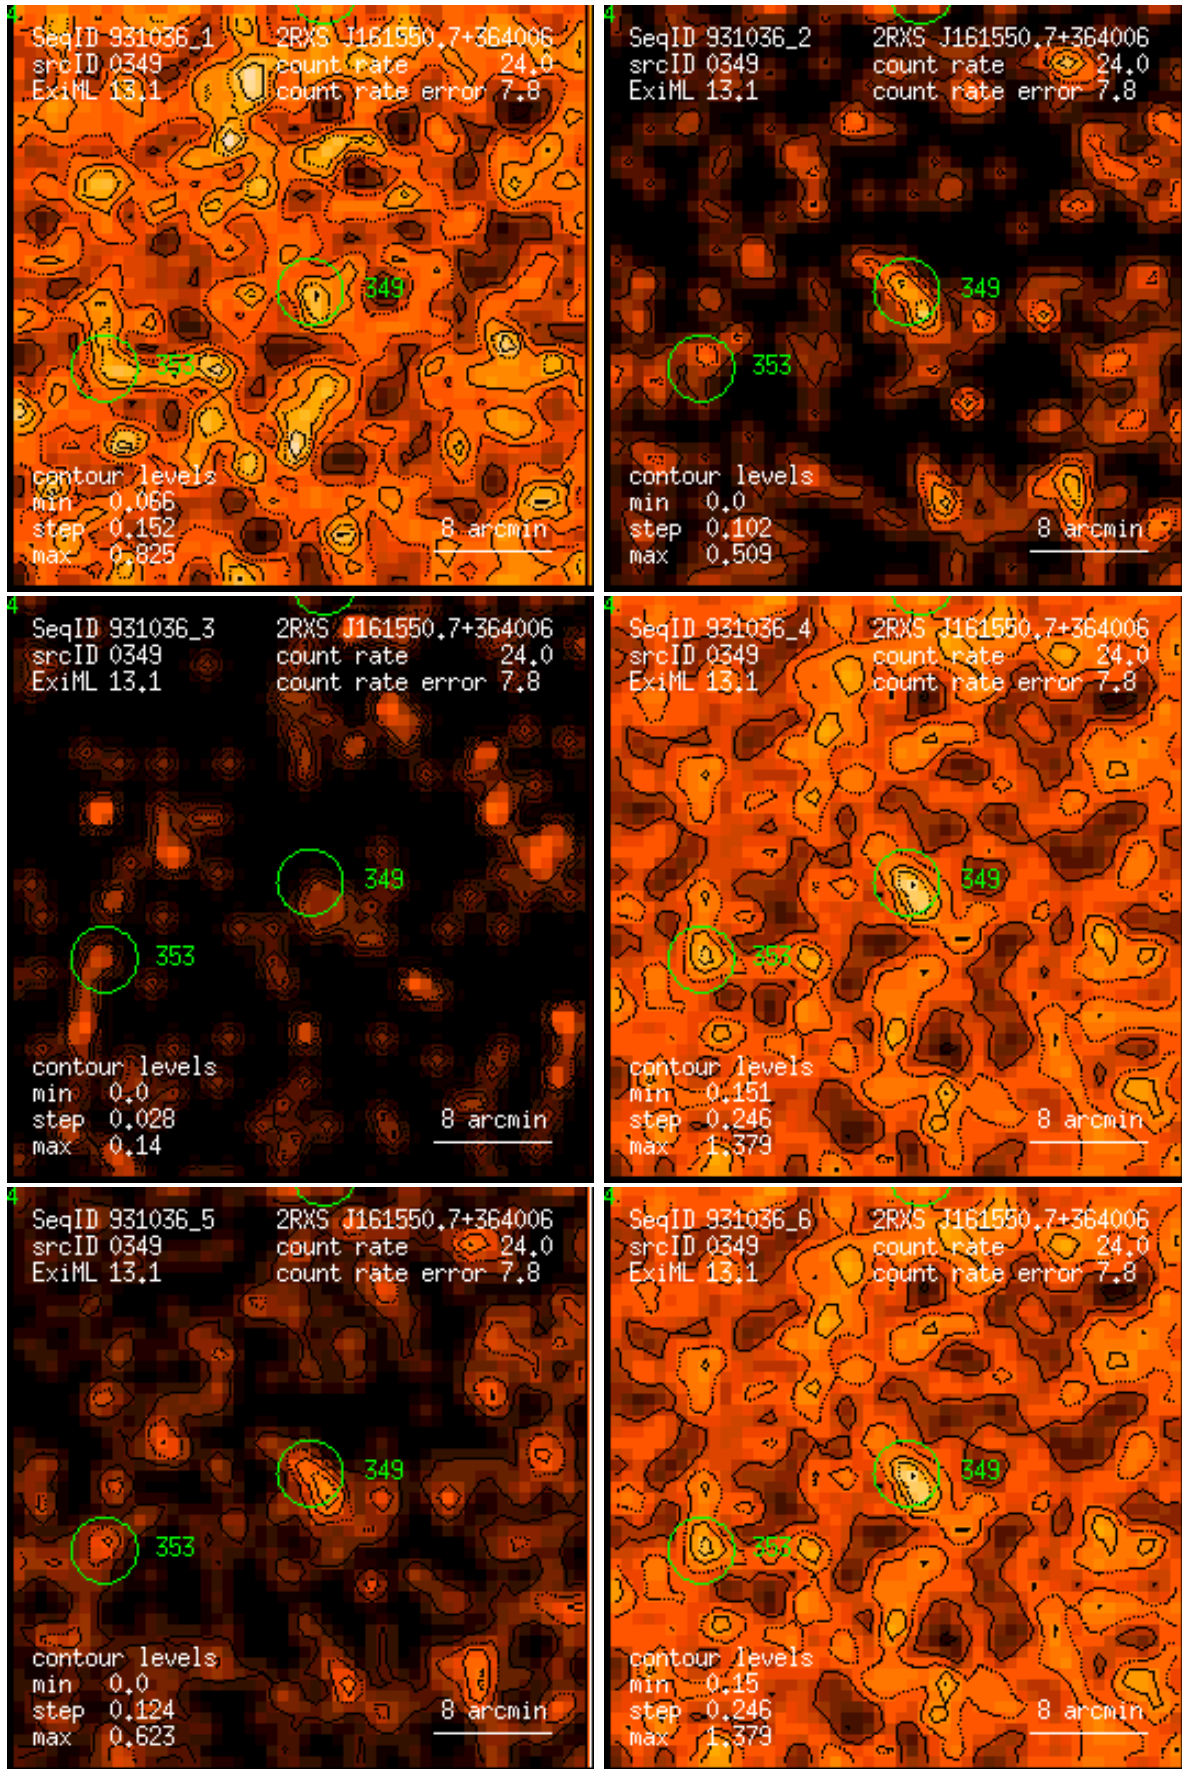 4
SeqID 931036_1 2RXS J161550.7+364006
srcID 0349 count rate 24.0
ExiML 13.1 count rate error 7.8
349
353
contour levels
min 0.066
step 0.152 8 arcmin
max 0.825
4
SeqID 931036_2 2RXS J161550.7+364006
srcID 0349 count rate 24.0
ExiML 13.1 count rate error 7.8
349
353
contour levels
min 0.0
step 0.102 8 arcmin
max 0.509
4
SeqID 931036_3 2RXS J161550.7+364006
srcID 0349 count rate 24.0
ExiML 13.1 count rate error 7.8
349
353
contour levels
min 0.0
step 0.028 8 arcmin
max 0.14
4
SeqID 931036_4 2RXS J161550.7+364006
srcID 0349 count rate 24.0
ExiML 13.1 count rate error 7.8
349
353
contour levels
min 0.151
step 0.246 8 arcmin
max 1.379
4
SeqID 931036_5 2RXS J161550.7+364006
srcID 0349 count rate 24.0
ExiML 13.1 count rate error 7.8
349
353
contour levels
min 0.0
step 0.124 8 arcmin
max 0.623
4
SeqID 931036_6 2RXS J161550.7+364006
srcID 0349 count rate 24.0
ExiML 13.1 count rate error 7.8
349
353
contour levels
min 0.15
step 0.246 8 arcmin
max 1.379